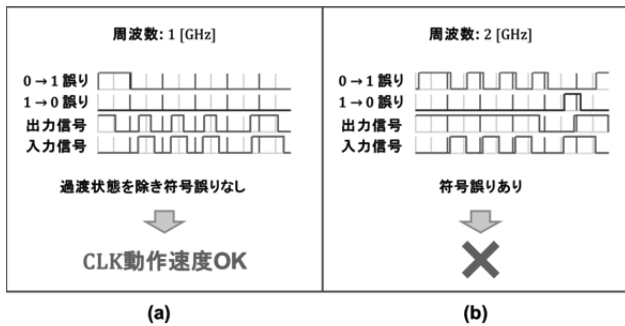 周波数: 1 [GHz]
0→1 誤り
1→0 誤り
出力信号
入力信号
過渡状態を除き符号誤りなし
CLK動作速度OK
(a)
周波数: 2 [GHz]
0→1 誤り
1→0 誤り
出力信号
入力信号
符号誤りあり
(b)